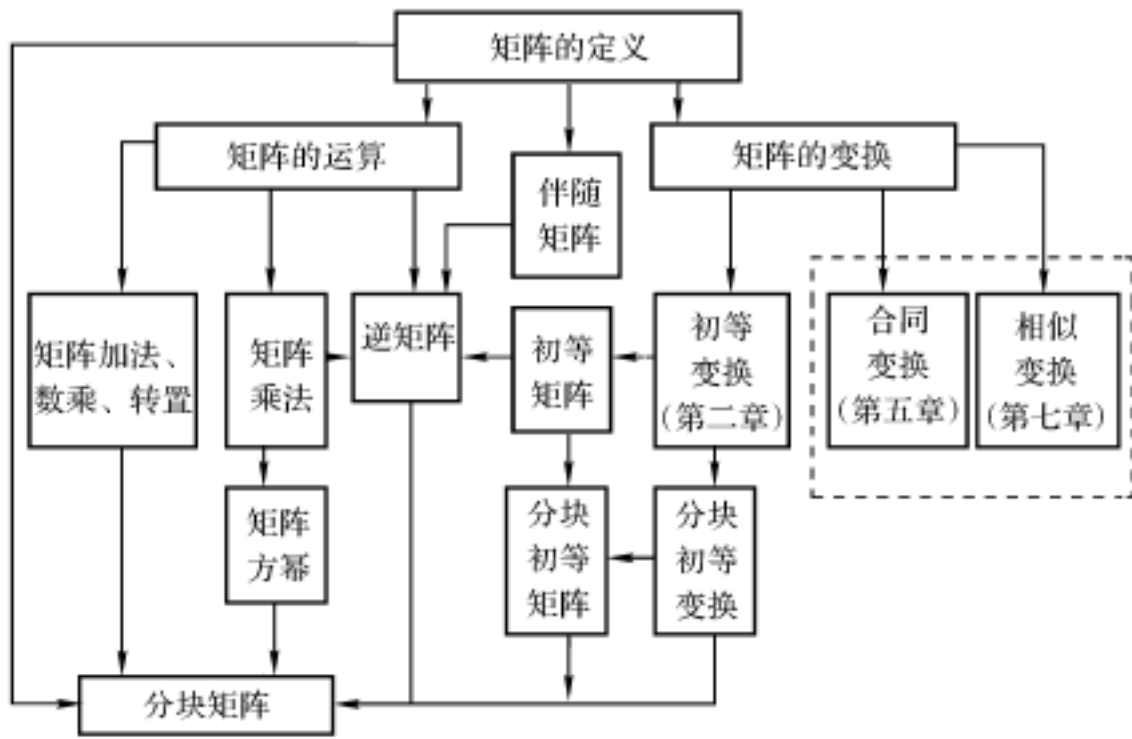 矩阵的定义
矩阵的运算
矩阵的变换
伴随
矩阵
矩阵加法、
数乘、转置
矩阵
乘法
逆矩阵
初等
矩阵
初等
变换
(第二章)
合同
变换
(第五章)
相似
变换
(第七章)
矩阵
方幂
分块
初等
矩阵
分块
初等
变换
分块矩阵